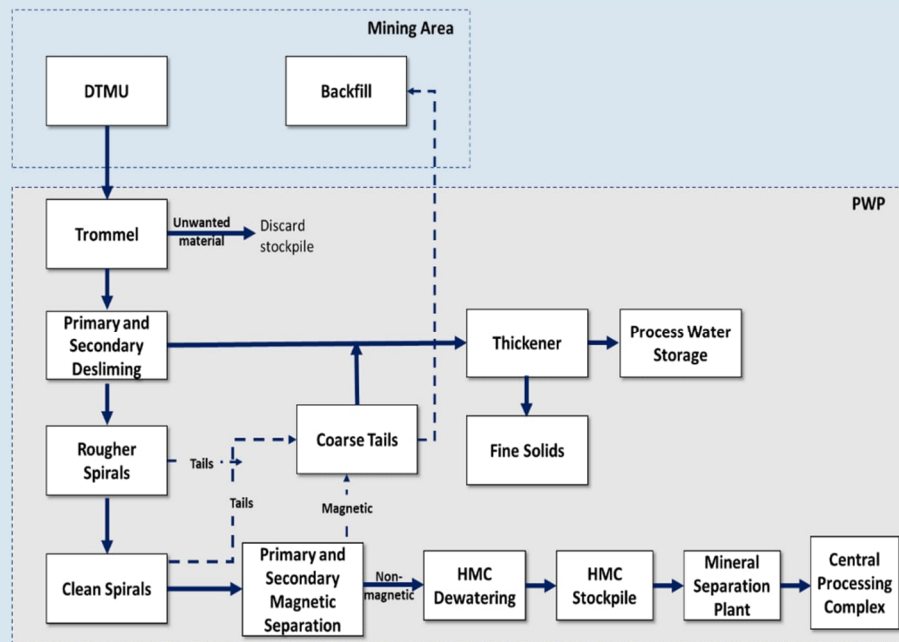 Mining Area
DTMU
Backfill
PWP
Trommel
Unwanted
material
Discard
stockpile
Primary and
Secondary
Desliming
Thickener
Process Water
Storage
Rougher
Spirals
Tails
Coarse Tails
Fine Solids
Tails
Magnetic
Clean Spirals
Primary and
Secondary
Magnetic
Separation
Non-
magnetic
HMC
Dewatering
HMC
Stockpile
Mineral
Separation
Plant
Central
Processing
Complex